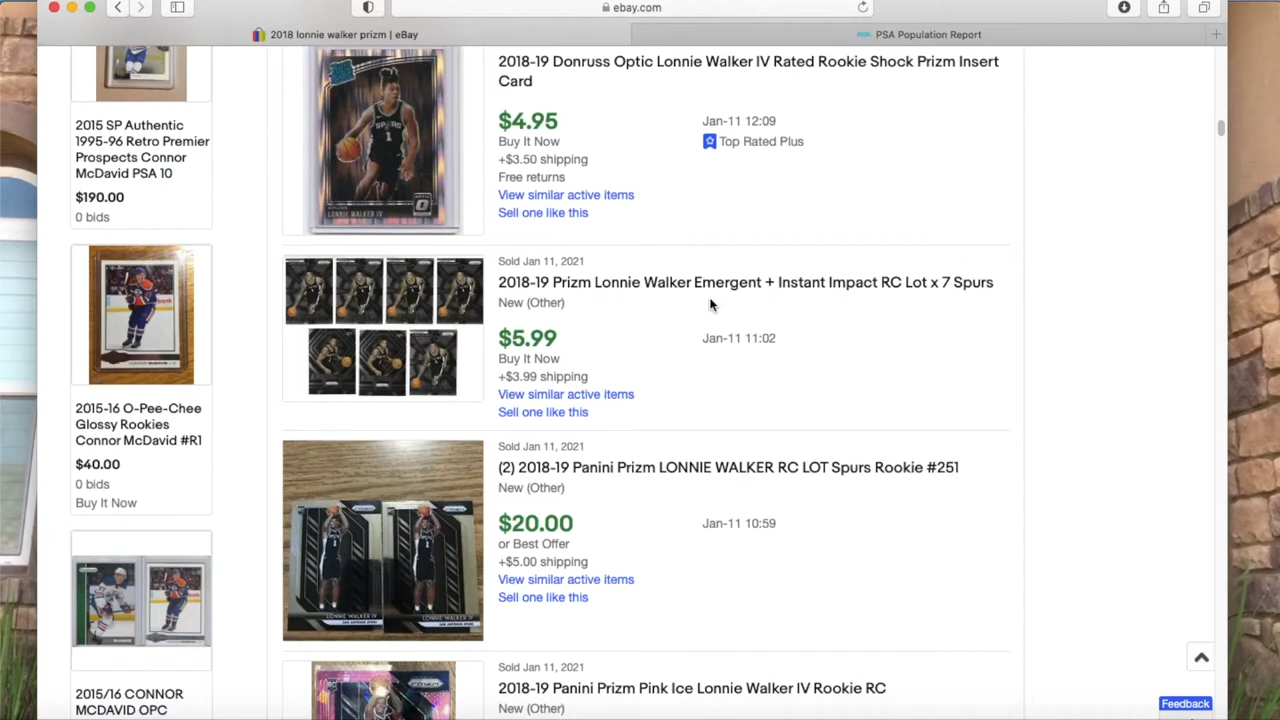 ebay.com
2018 lonnie walker prizm | eBay
PSA Population Report
2015 SP Authentic
1995-96 Retro Premier
Prospects Connor
McDavid PSA 10
$190.00
0 bids
2015-16 O-Pee-Chee
Glossy Rookies
Connor McDavid #R1
$40.00
0 bids
Buy It Now
2015/16 CONNOR
MCDAVID OPC
2018-19 Donruss Optic Lonnie Walker IV Rated Rookie Shock Prizm Insert
Card
$4.95
Jan-11 12:09
Buy It Now
Top Rated Plus
+$3.50 shipping
Free returns
View similar active items
Sell one like this
LONNIE WALKER IV
Sold Jan 11, 2021
2018-19 Prizm Lonnie Walker Emergent + Instant Impact RC Lot x 7 Spurs
New (Other)
$5.99
Jan-11 11:02
Buy It Now
+$3.99 shipping
View similar active items
Sell one like this
Sold Jan 11, 2021
(2) 2018-19 Panini Prizm LONNIE WALKER RC LOT Spurs Rookie #251
New (Other)
$20.00
Jan-11 10:59
or Best Offer
+$5.00 shipping
View similar active items
Sell one like this
LONNIE WALKER IV
LONNIE WALKER IV
Sold Jan 11, 2021
2018-19 Panini Prizm Pink Ice Lonnie Walker IV Rookie RC
New (Other)
Feedback